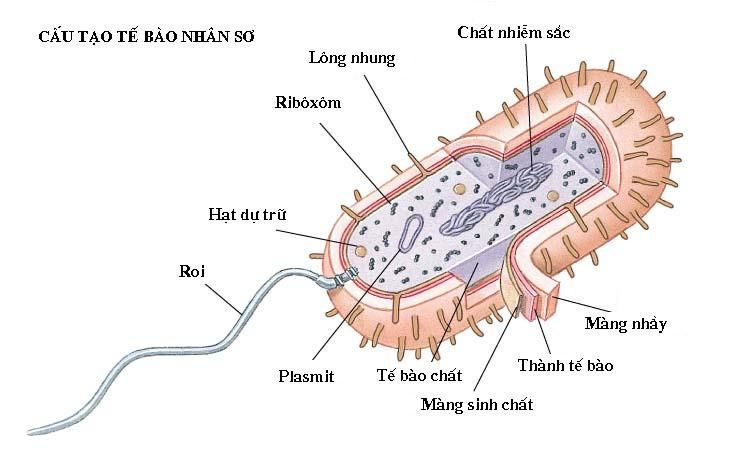 CẤU TẠO TẾ BÀO NHÂN SƠ
Chất nhiễm sắc
Lông nhung
Ribôxôm
Hạt dự trữ
Roi
Màng nhầy
Thành tế bào
Plasmit
Tế bào chất
Màng sinh chất